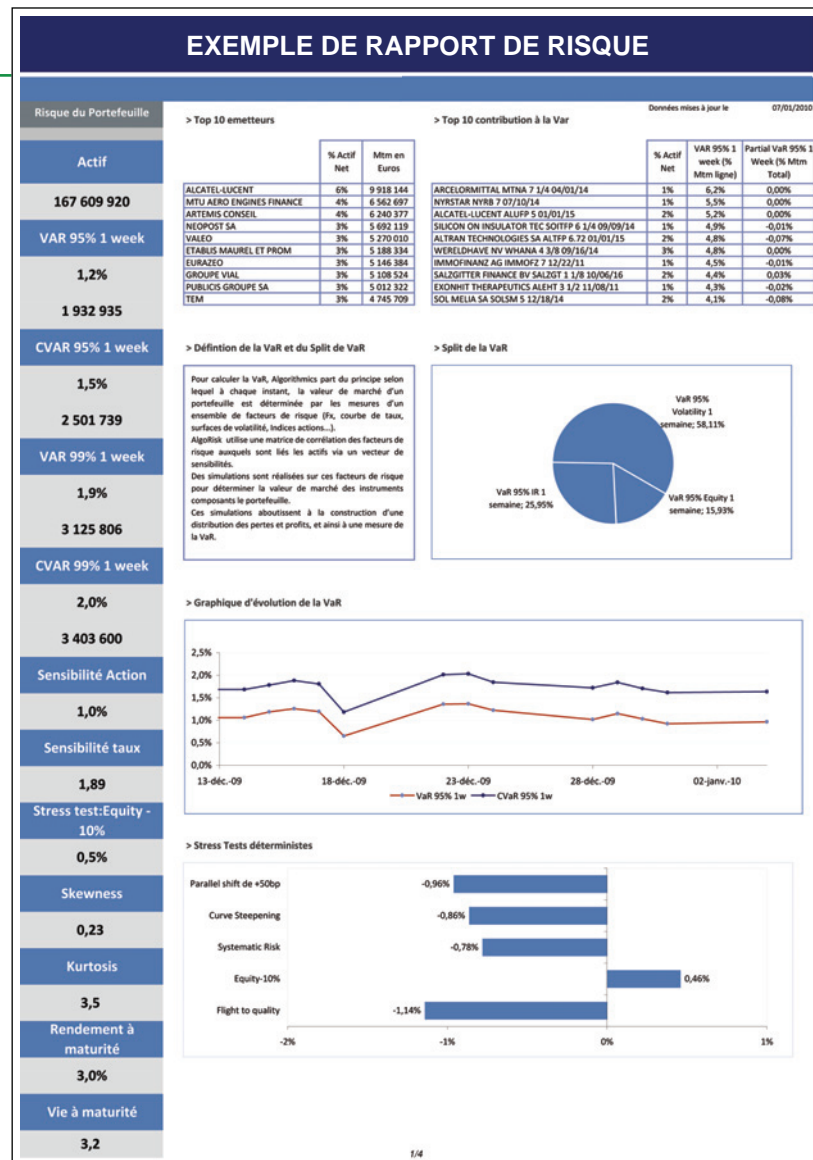 EXEMPLE DE RAPPORT DE RISQUE
Risque du Portefeuille
Actif
167 609 920
VAR 95% 1 week
1,2%
1 932 935
CVAR 95% 1 week
1,5%
2 501 739
VAR 99% 1 week
1,9%
3 125 806
CVAR 99% 1 week
2,0%
3 403 600
Sensibilité Action
1,0%
Sensibilité taux
1,89
Stress test:Equity -
10%
0,5%
Skewness
0,23
Kurtosis
3,5
Rendement à
maturité
3,0%
Vie à maturité
3,2
> Top 10 emetteurs
% Actif Net Mtm en Euros
ALCATEL-LUCENT 6% 9 918 144
MTU AERO ENGINES FINANCE 4% 6 562 697
ARTEMIS CONSEIL 4% 6 240 377
NEOPOST SA 3% 5 692 119
VALEO 3% 5 270 010
ETABLIS MAUREL ET PROM 3% 5 188 334
EURAZEO 3% 5 146 384
GROUPE VIAL 3% 5 108 524
PUBLICIS GROUPE SA 3% 5 012 322
TEM 3% 4 745 709
Données mises à jour le 07/01/2010
> Top 10 contribution à la Var
% Actif Net VAR 95% 1 week (% Mtm ligne) Partial VaR 95% 1 Week (% Mtm Total)
ARCELORMITTAL MTNA 7 1/4 04/01/14 1% 6,2% 0,00%
NYRSTAR NYRB 7 07/10/14 1% 5,5% 0,00%
ALCATEL-LUCENT ALUFP 5 01/01/15 2% 5,2% 0,00%
SILICON ON INSULATOR TEC SOITFP 6 1/4 09/09/14 1% 4,9% -0,01%
ALTRAN TECHNOLOGIES SA ALTFP 6.72 01/01/15 2% 4,8% -0,07%
WERELDHAVE NV WHANA 4 3/8 09/16/14 3% 4,8% 0,00%
IMMOFINANZ AG IMMOFZ 7 12/22/11 1% 4,5% -0,01%
SALZGITTER FINANCE BV SALZGT 1 1/8 10/06/16 2% 4,4% 0,03%
EXONHIT THERAPEUTICS ALEHT 3 1/2 11/08/11 1% 4,3% -0,02%
SOL MELIA SA SOLSM 5 12/18/14 2% 4,1% -0,08%
> Défintion de la VaR et du Split de VaR
Pour calculer la VaR, Algorithmics part du principe selon
lequel à chaque instant, la valeur de marché d'un
portefeuille est déterminée par les mesures d'un
ensemble de facteurs de risque (Fx, courbe de taux,
surfaces de volatilité, Indices actions...).
AlgoRisk utilise une matrice de corrélation des facteurs de
risque auxquels sont liés les actifs via un vecteur de
sensibilités.
Des simulations sont réalisées sur ces facteurs de risque
pour déterminer la valeur de marché des instruments
composants le portefeuille.
Ces simulations aboutissent à la construction d'une
distribution des pertes et profits, et ainsi à une mesure de
la VaR.
> Split de la VaR
VaR 95%
Volatility 1
semaine; 58,11%
VaR 95% IR 1
semaine; 25,95%
VaR 95% Equity 1
semaine; 15,93%
> Graphique d'évolution de la VaR
2,5%
2,0%
1,5%
1,0%
0,5%
0,0%
13-déc.-09 18-déc.-09 23-déc.-09 28-déc.-09 02-janv.-10
VaR 95% 1w CVaR 95% 1w
> Stress Tests déterministes
Parallel shift de +50bp -0,96%
Curve Steepening -0,86%
Systematic Risk -0,78%
Equity-10% 0,46%
Flight to quality -1,14%
-2% -1% 0% 1%
1/4